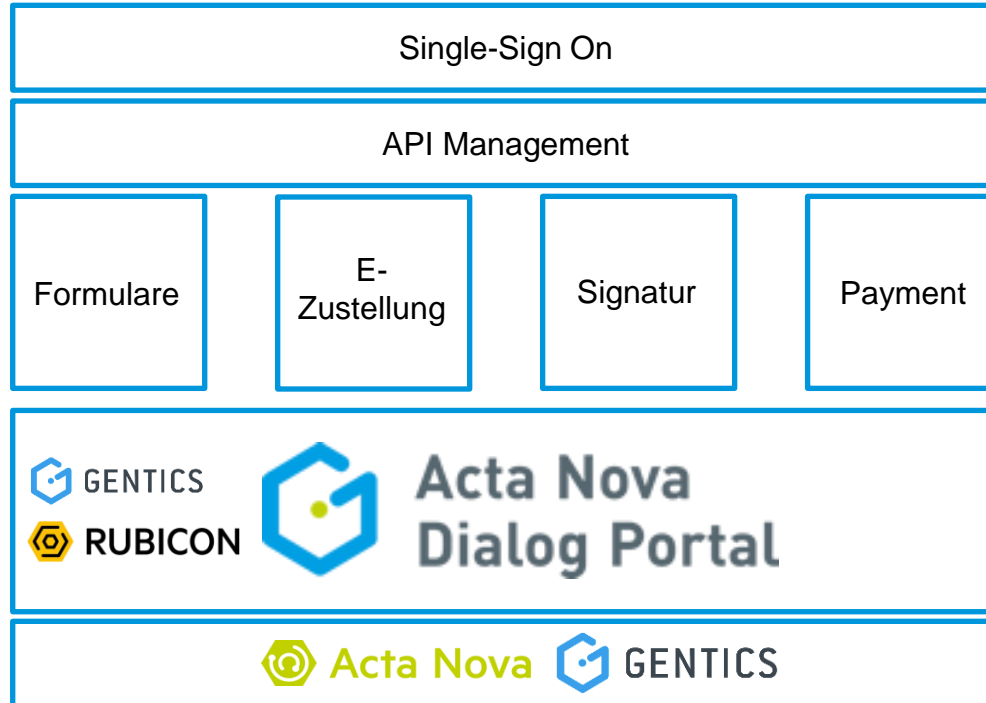 Single-Sign On
API Management
Formulare
E-
Zustellung
Signatur
Payment
GENTICS
RUBICON
Acta Nova
Dialog Portal
Acta Nova
GENTICS